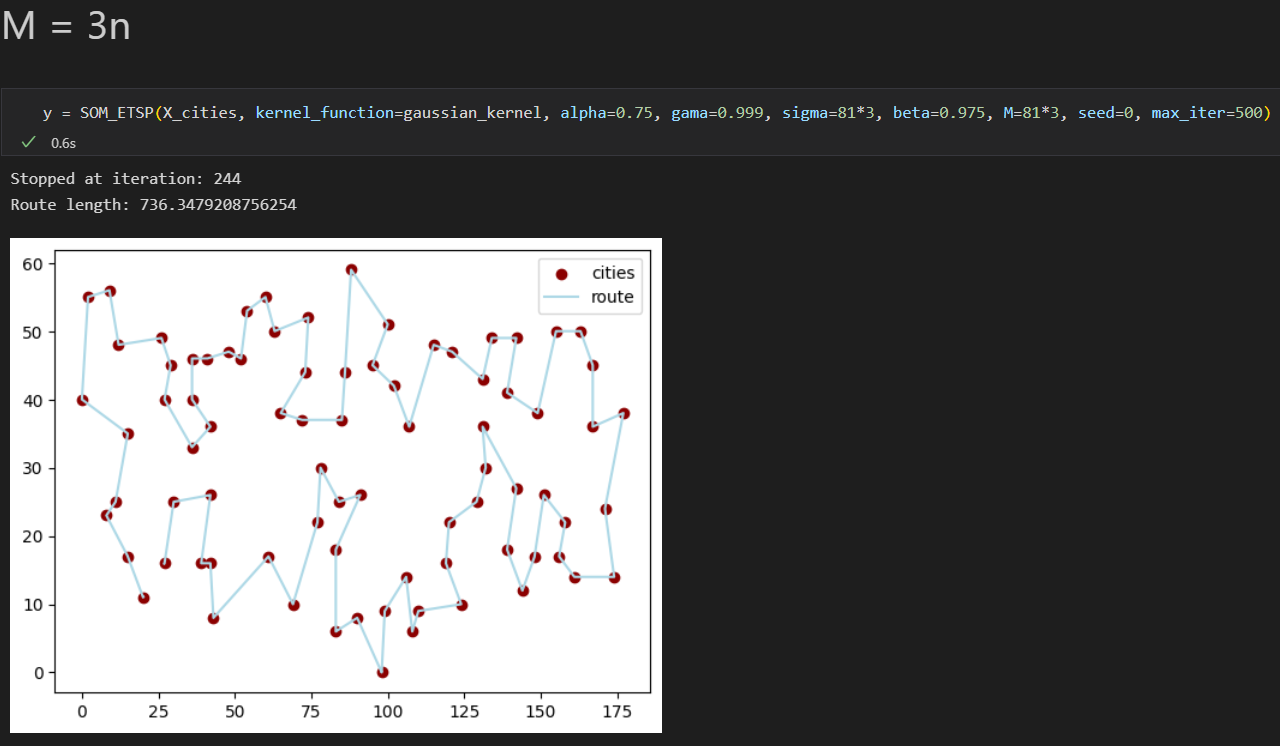 M = 3n
y = SOM_ETSP(X_cities, kernel_function=gaussian_kernel, alpha=0.75, gama=0.999, sigma=81*3, beta=0.975, M=81*3, seed=0, max_iter=500)
0.6s
Stopped at iteration: 244
Route length: 736.3479208756254
60
cities
route
50
40
30
20
10
0
0 25 50 75 100 125 150 175